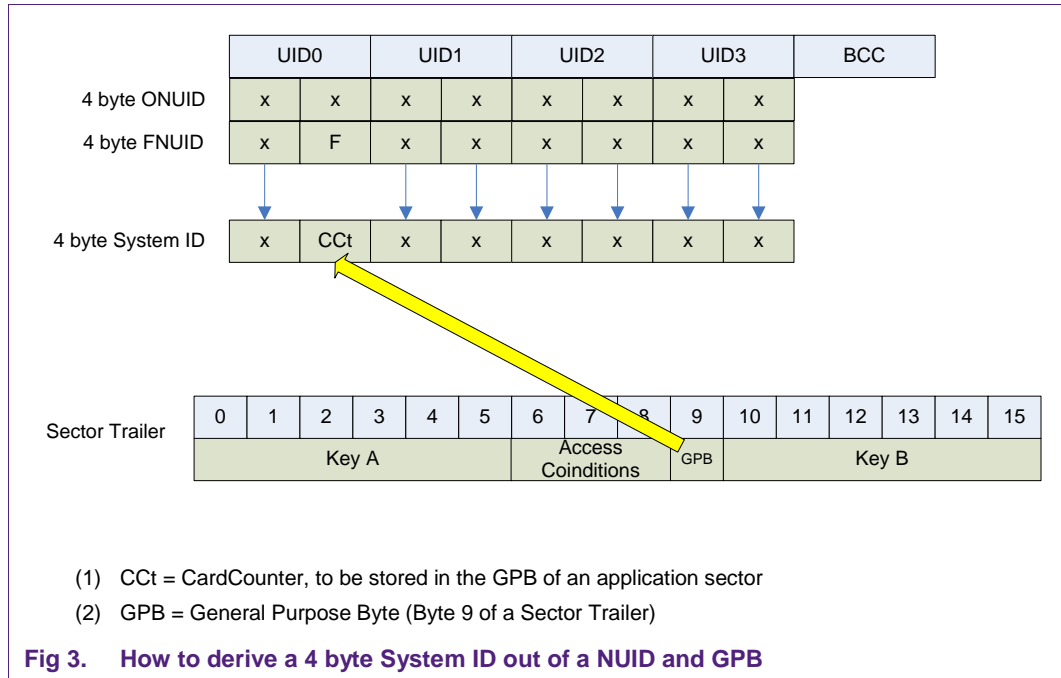 UID0 UID1 UID2 UID3 BCC
4 byte ONUID x x x x x x x x
4 byte FNUID x F x x x x x x
4 byte System ID x CCt x x x x x x
Sector Trailer 0 1 2 3 4 5 6 7 8 9 10 11 12 13 14 15
Key A Access Coinditions GPB Key B
(1) CCt = CardCounter, to be stored in the GPB of an application sector
(2) GPB = General Purpose Byte (Byte 9 of a Sector Trailer)
Fig 3. How to derive a 4 byte System ID out of a NUID and GPB